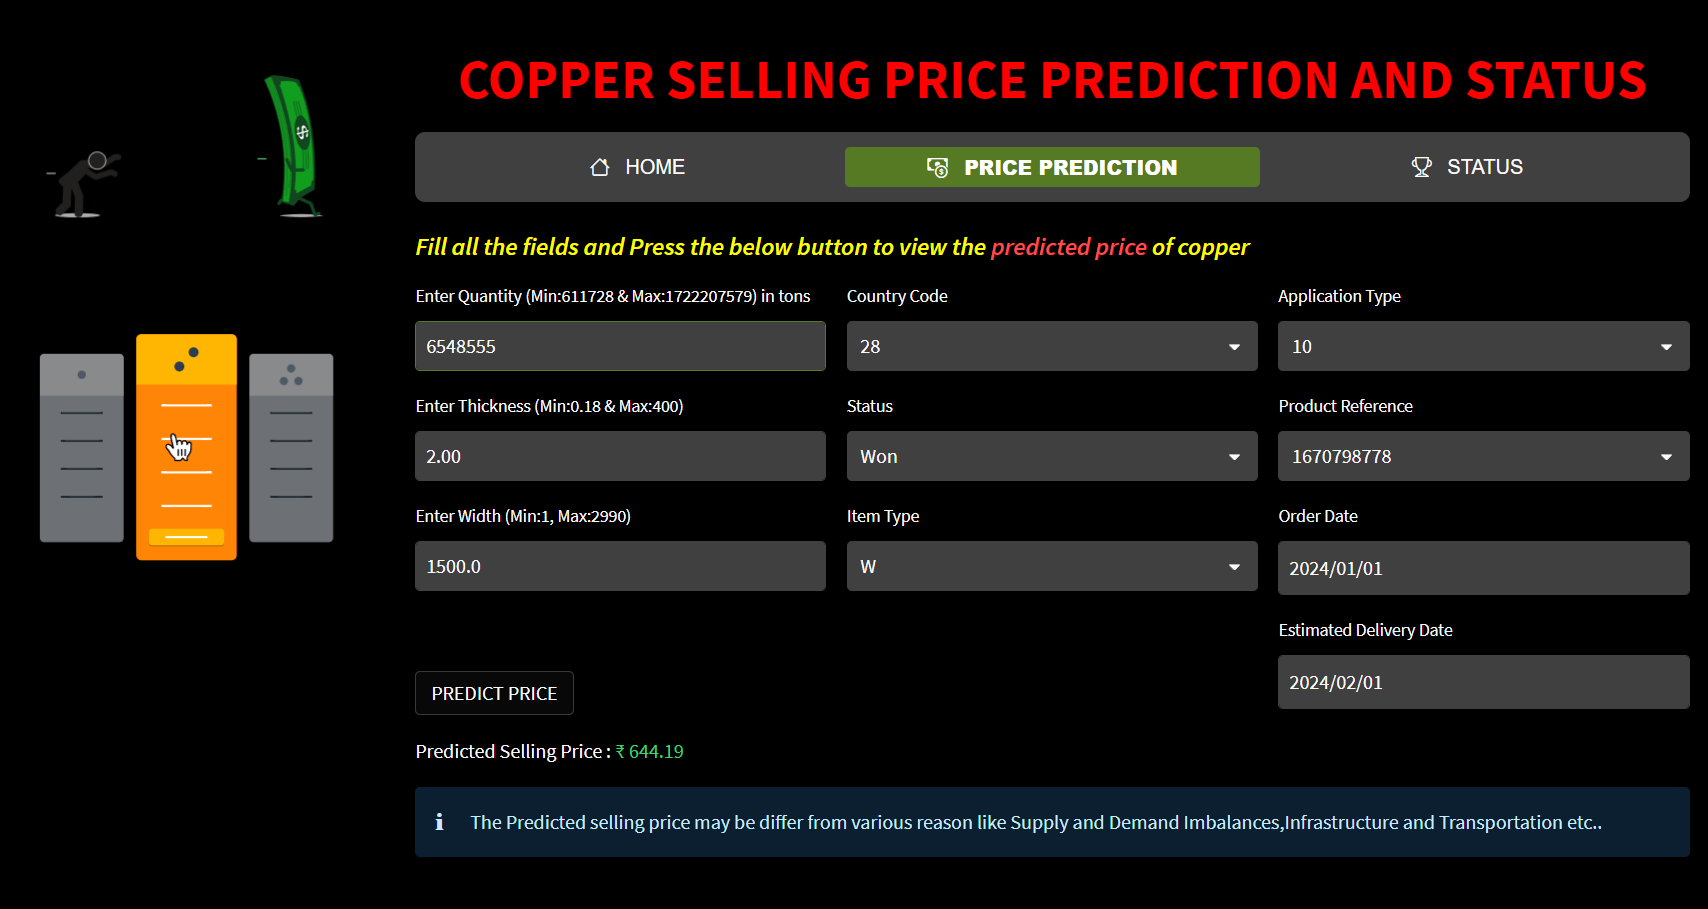 COPPER SELLING PRICE PREDICTION AND STATUS
HOME
PRICE PREDICTION
STATUS
Fill all the fields and Press the below button to view the predicted price of copper
Enter Quantity (Min:611728 & Max:1722207579) in tons
6548555
Enter Thickness (Min:0.18 & Max:400)
2.00
Enter Width (Min:1, Max:2990)
1500.0
Country Code
28
Status
Won
Item Type
W
Application Type
10
Product Reference
1670798778
Order Date
2024/01/01
Estimated Delivery Date
2024/02/01
PREDICT PRICE
Predicted Selling Price : ₹ 644.19
The Predicted selling price may be differ from various reason like Supply and Demand Imbalances,Infrastructure and Transportation etc..